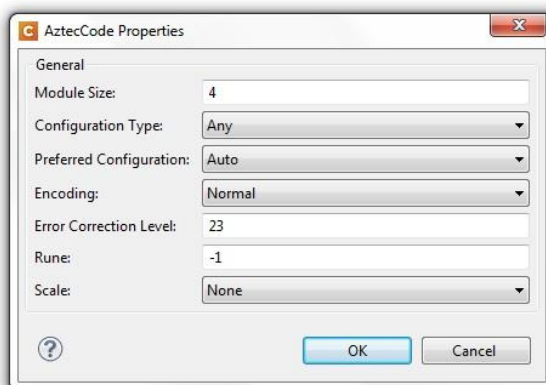 C AztecCode Properties
General
Module Size: 4
Configuration Type: Any
Preferred Configuration: Auto
Encoding: Normal
Error Correction Level: 23
Rune: -1
Scale: None
? OK Cancel